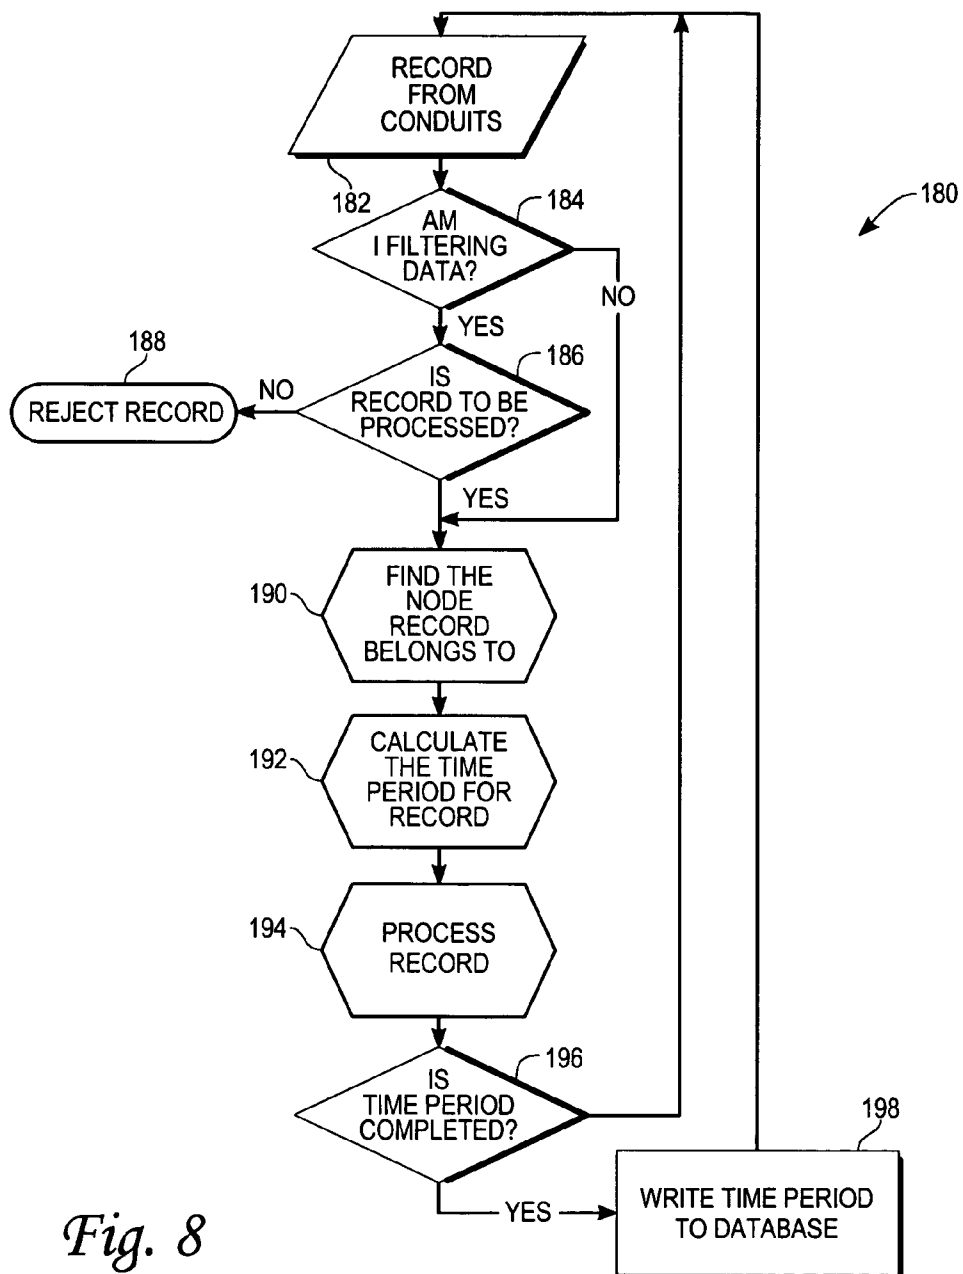 RECORD
FROM
CONDUITS
182
184
180
AM
I FILTERING
DATA?
NO
YES
188
186
NO
IS
RECORD TO BE
PROCESSED?
REJECT RECORD
YES
190
FIND THE
NODE
RECORD
BELONGS TO
192
CALCULATE
THE TIME
PERIOD FOR
RECORD
194
PROCESS
RECORD
196
IS
TIME PERIOD
COMPLETED?
198
YES
WRITE TIME PERIOD
TO DATABASE
Fig. 8